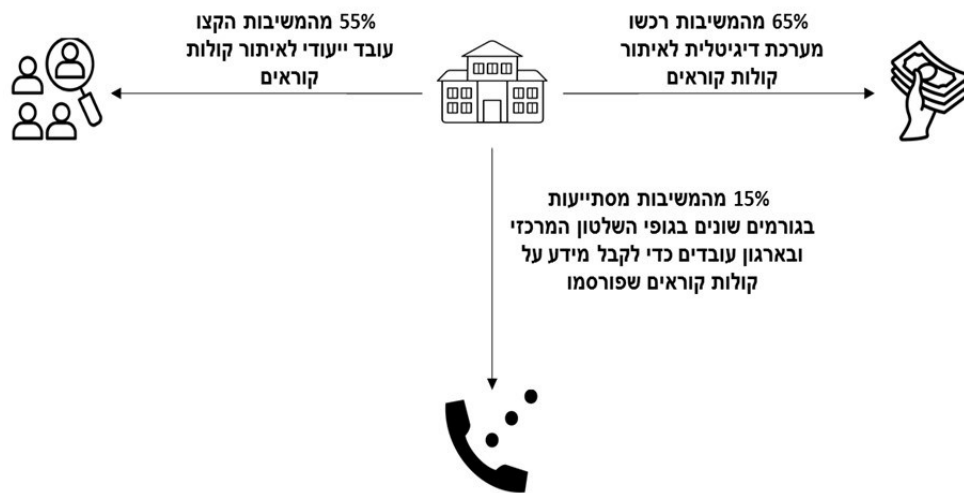 65% מהמשיבות רכשו
מערכת דיגיטלית לאיתור
קולות קוראים
55% מהמשיבות הקצו
עובד ייעודי לאיתור קולות
קוראים
15% מהמשיבות מסתייעות
בגורמים שונים בגופי השלטון המרכזי
ובארגון עובדים כדי לקבל מידע על
קולות קוראים שפורסמו